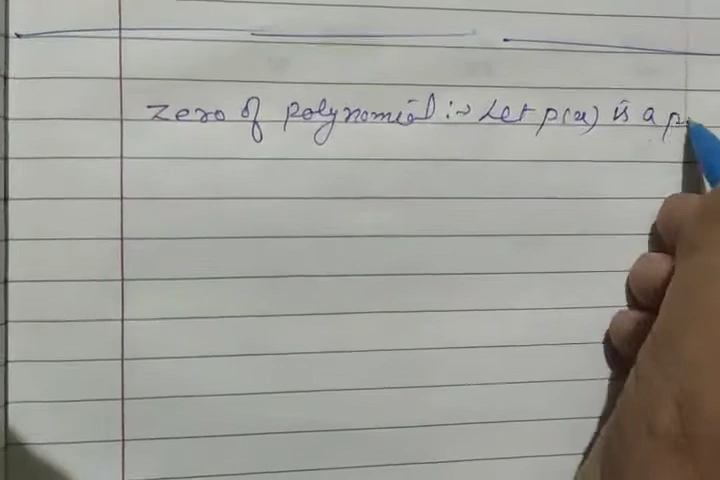 Zero of polynomial :- Let p(x) is a p